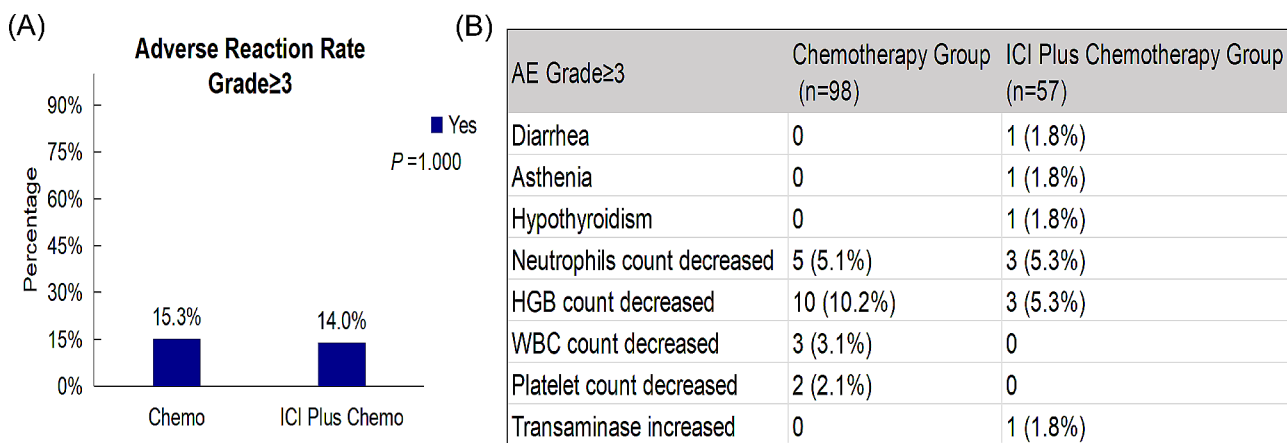 (A)
Adverse Reaction Rate
Grade≥3
90%
75%
60%
45%
30%
15%
0%
Percentage
Yes
P=1.000
15.3%
14.0%
Chemo
ICI Plus Chemo
(B)
AE Grade≥3
Chemotherapy Group
(n=98)
ICI Plus Chemotherapy Group
(n=57)
Diarrhea 0 1 (1.8%)
Asthenia 0 1 (1.8%)
Hypothyroidism 0 1 (1.8%)
Neutrophils count decreased 5 (5.1%) 3 (5.3%)
HGB count decreased 10 (10.2%) 3 (5.3%)
WBC count decreased 3 (3.1%) 0
Platelet count decreased 2 (2.1%) 0
Transaminase increased 0 1 (1.8%)